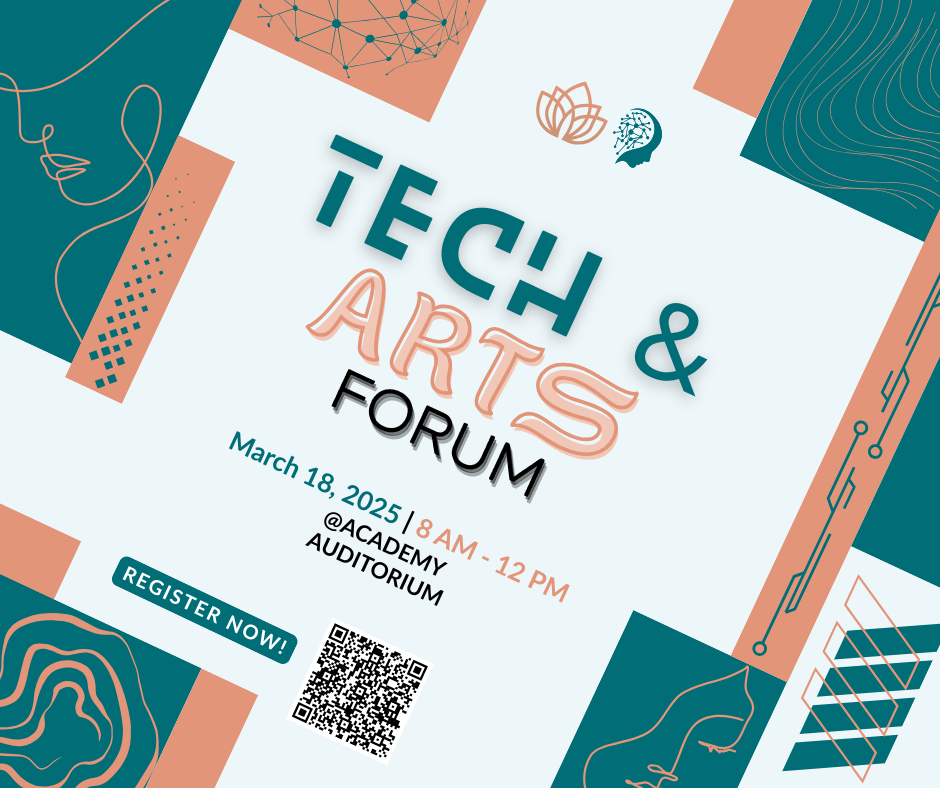 TECH &
ARTS
FORUM
March 18, 2025 | 8 AM - 12 PM
@ACADEMY
AUDITORIUM
REGISTER NOW!